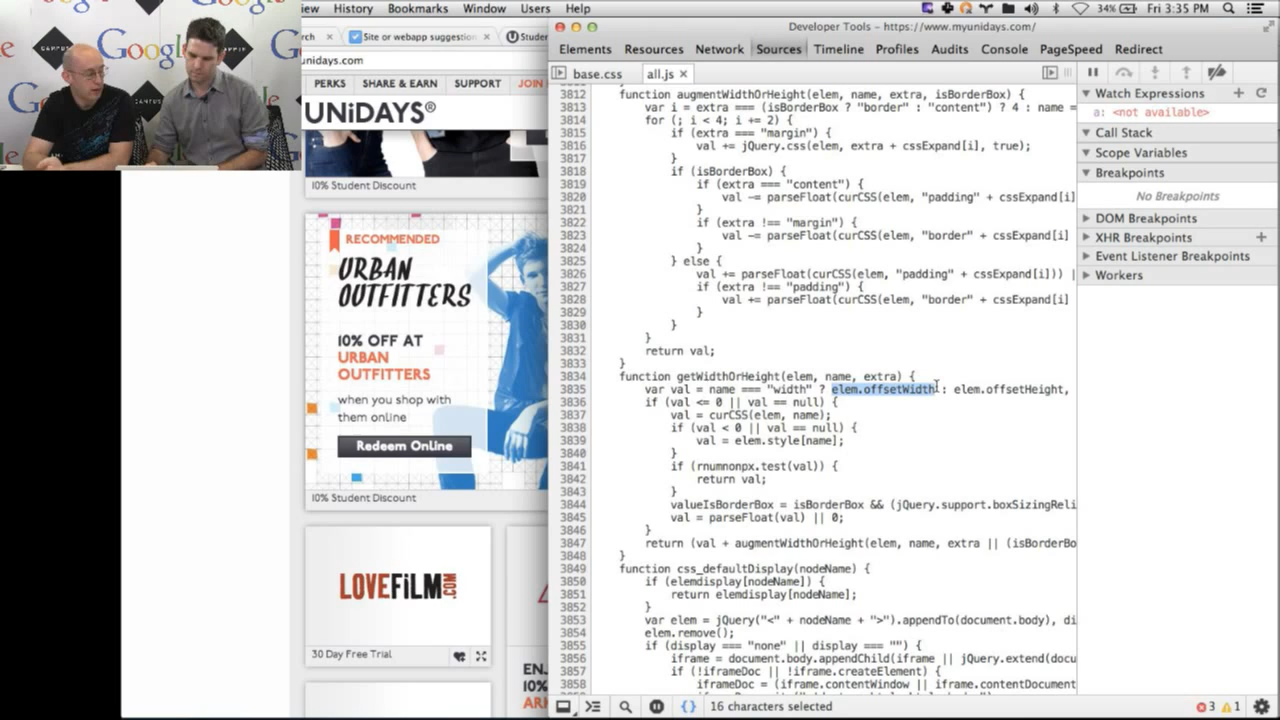 iew History Bookmarks Window Users Help
34% Fri 3:35 PM
Google
CAMPUS
rch × Site or webapp suggestion × Stude
unidays.com
PERKS SHARE & EARN SUPPORT JOIN
UNiDAYS®
10% Student Discount
RECOMMENDED
URBAN
OUTFITTERS
10% OFF AT
URBAN
OUTFITTERS
when you shop with
them online
Redeem Online
10% Student Discount
LOVEFiLM.COM
30 Day Free Trial
EN
10%
AR
Developer Tools - https://www.myunidays.com/
Elements Resources Network Sources Timeline Profiles Audits Console PageSpeed Redirect
base.css all.js ×
3812 function augmentWidthOrHeight(elem, name, extra, isBorderBox) {
3813 var i = extra === (isBorderBox ? "border" : "content") ? 4 : name =
3814 for (; i < 4; i += 2) {
3815 if (extra === "margin") {
3816 val += jQuery.css(elem, extra + cssExpand[i], true);
3817 }
3818 if (isBorderBox) {
3819 if (extra === "content") {
3820 val -= parseFloat(curCSS(elem, "padding" + cssExpand[i]
3821 }
3822 if (extra !== "margin") {
3823 val -= parseFloat(curCSS(elem, "border" + cssExpand[i]
3824 }
3825 } else {
3826 val += parseFloat(curCSS(elem, "padding" + cssExpand[i])) |
3827 if (extra !== "padding") {
3828 val += parseFloat(curCSS(elem, "border" + cssExpand[i]
3829 }
3830 }
3831 }
3832 return val;
3833 }
3834 function getWidthOrHeight(elem, name, extra) {
3835 var val = name === "width" ? elem.offsetWidth : elem.offsetHeight,
3836 if (val <= 0 || val == null) {
3837 val = curCSS(elem, name);
3838 if (val < 0 || val == null) {
3839 val = elem.style[name];
3840 }
3841 if (rnumnonpx.test(val)) {
3842 return val;
3843 }
3844 valueIsBorderBox = isBorderBox && (jQuery.support.boxSizingReli
3845 val = parseFloat(val) || 0;
3846 }
3847 return (val + augmentWidthOrHeight(elem, name, extra || (isBorderBo
3848 }
3849 function css_defaultDisplay(nodeName) {
3850 if (elemdisplay[nodeName]) {
3851 return elemdisplay[nodeName];
3852 }
3853 var elem = jQuery("<" + nodeName + ">").appendTo(document.body), di
3854 elem.remove();
3855 if (display === "none" || display === "") {
3856 iframe = document.body.appendChild(iframe || jQuery.extend(docu
3857 if (!iframeDoc || !iframe.createElement) {
3858 iframeDoc = (iframe.contentWindow || iframe.contentDocument
16 characters selected
Watch Expressions
a: <not available>
Call Stack
Scope Variables
Breakpoints
No Breakpoints
DOM Breakpoints
XHR Breakpoints
Event Listener Breakpoints
Workers
3 1